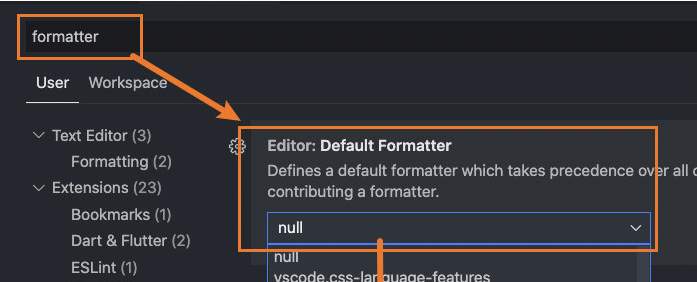 formatter
User Workspace
Text Editor (3)
Formatting (2)
Extensions (23)
Bookmarks (1)
Dart & Flutter (2)
ESLint (1)
Editor: Default Formatter
Defines a default formatter which takes precedence over all
contributing a formatter.
null
null
vscode.css-language-features